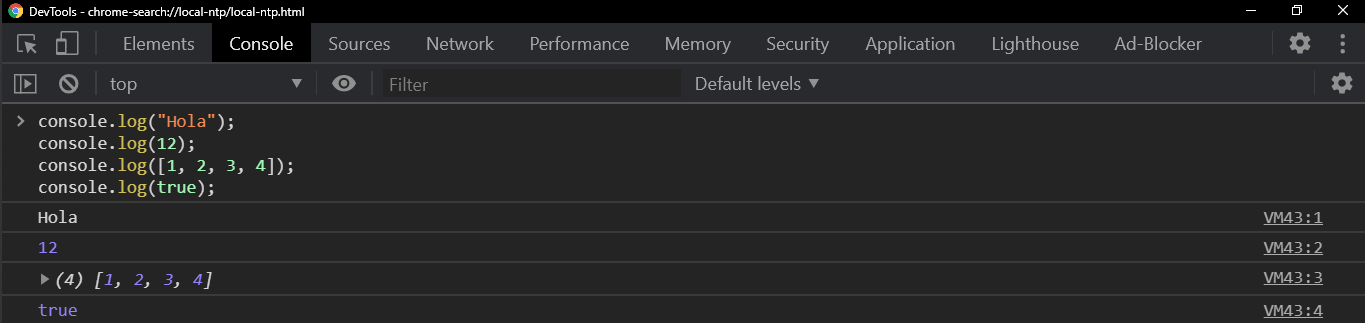 DevTools - chrome-search://local-ntp/local-ntp.html
Elements Console Sources Network Performance Memory Security Application Lighthouse Ad-Blocker
top Filter Default levels
console.log("Hola");
console.log(12);
console.log([1, 2, 3, 4]);
console.log(true);
Hola VM43:1
12 VM43:2
(4) [1, 2, 3, 4] VM43:3
true VM43:4